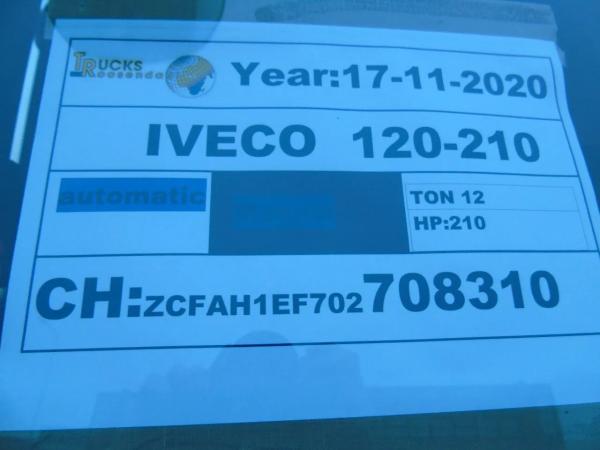 TRUCKS
Roosendaal
Year:17-11-2020
IVECO 120-210
automatic
TON 12
HP:210
CH:ZCFAH1EF702708310